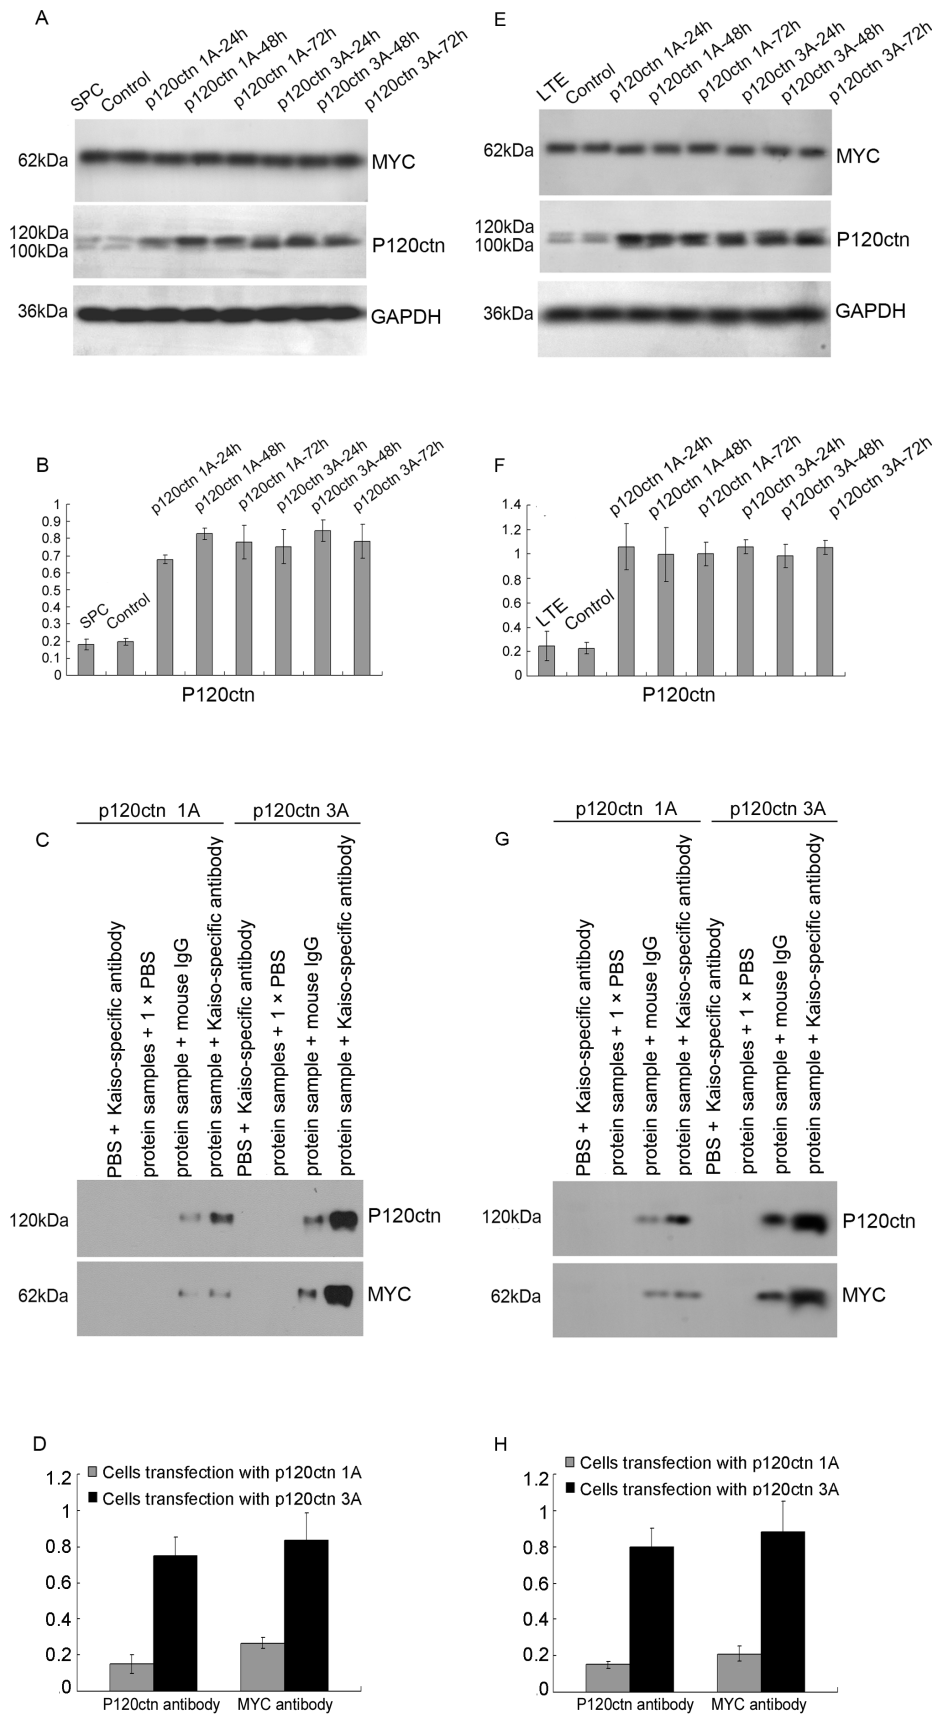 A
SPC
Control
p120ctn 1A-24h
p120ctn 1A-48h
p120ctn 1A-72h
p120ctn 3A-24h
p120ctn 3A-48h
p120ctn 3A-72h
62kDa
MYC
120kDa
100kDa
P120ctn
36kDa
GAPDH
E
LTE
Control
p120ctn 1A-24h
p120ctn 1A-48h
p120ctn 1A-72h
p120ctn 3A-24h
p120ctn 3A-48h
p120ctn 3A-72h
62kDa
MYC
120kDa
100kDa
P120ctn
36kDa
GAPDH
B
p120ctn 1A-24h
p120ctn 1A-48h
p120ctn 1A-72h
p120ctn 3A-24h
p120ctn 3A-48h
p120ctn 3A-72h
1
0.9
0.8
0.7
0.6
0.5
0.4
0.3
0.2
0.1
0
SPC
Control
P120ctn
F
p120ctn 1A-24h
p120ctn 1A-48h
p120ctn 1A-72h
p120ctn 3A-24h
p120ctn 3A-48h
p120ctn 3A-72h
1.4
1.2
1
0.8
0.6
0.4
0.2
0
LTE
Control
P120ctn
C
p120ctn 1A
p120ctn 3A
PBS + Kaiso-specific antibody
protein samples + 1 × PBS
protein sample + mouse IgG
protein sample + Kaiso-specific antibody
PBS + Kaiso-specific antibody
protein samples + 1 × PBS
protein sample + mouse IgG
protein sample + Kaiso-specific antibody
120kDa
P120ctn
62kDa
MYC
G
p120ctn 1A
p120ctn 3A
PBS + Kaiso-specific antibody
protein samples + 1 × PBS
protein sample + mouse IgG
protein sample + Kaiso-specific antibody
PBS + Kaiso-specific antibody
protein samples + 1 × PBS
protein sample + mouse IgG
protein sample + Kaiso-specific antibody
120kDa
P120ctn
62kDa
MYC
D
Cells transfection with p120ctn 1A
Cells transfection with p120ctn 3A
1.2
1
0.8
0.6
0.4
0.2
0
P120ctn antibody
MYC antibody
H
Cells transfection with p120ctn 1A
Cells transfection with p120ctn 3A
1.2
1
0.8
0.6
0.4
0.2
0
P120ctn antibody
MYC antibody